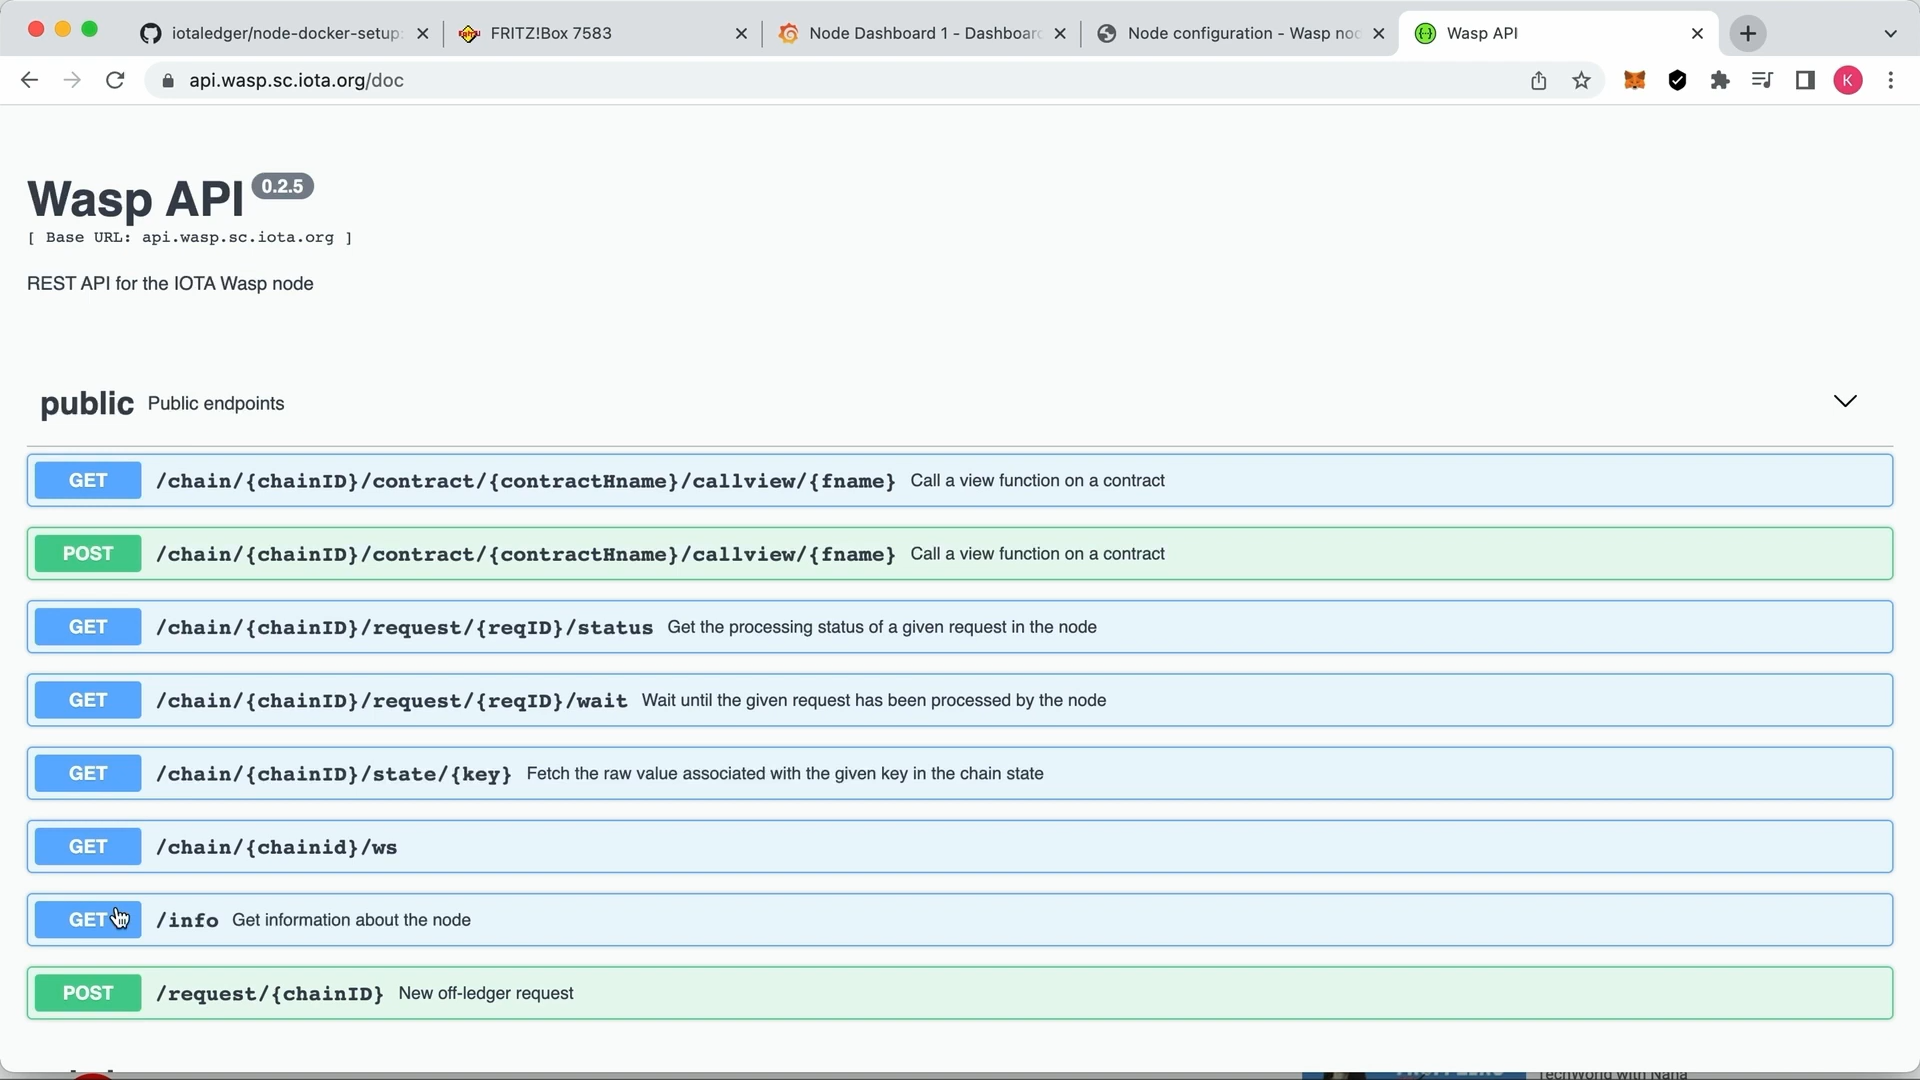 iotaledger/node-docker-setup:
FRITZ!Box 7583
Node Dashboard 1 - Dashboard
Node configuration - Wasp nod
Wasp API
api.wasp.sc.iota.org/doc
K
Wasp API 0.2.5
[ Base URL: api.wasp.sc.iota.org ]
REST API for the IOTA Wasp node
public Public endpoints
GET /chain/{chainID}/contract/{contractHname}/callview/{fname} Call a view function on a contract
POST /chain/{chainID}/contract/{contractHname}/callview/{fname} Call a view function on a contract
GET /chain/{chainID}/request/{reqID}/status Get the processing status of a given request in the node
GET /chain/{chainID}/request/{reqID}/wait Wait until the given request has been processed by the node
GET /chain/{chainID}/state/{key} Fetch the raw value associated with the given key in the chain state
GET /chain/{chainid}/ws
GET /info Get information about the node
POST /request/{chainID} New off-ledger request
TechWorld with Nana